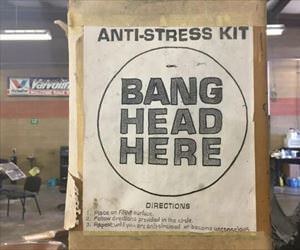 ANTI-STRESS KIT
BANG
HEAD
HERE
DIRECTIONS
1. Place on FIRM surface.
2. Follow directions provided in the circle.
3. Repeat until you are anti-stressed or become unconscious.
Valvoline